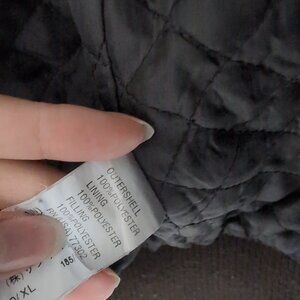 OUTERSHELL
100%POLYESTER
LINING
100%POLYESTER
FILLING
100%POLYESTER
185
/XL